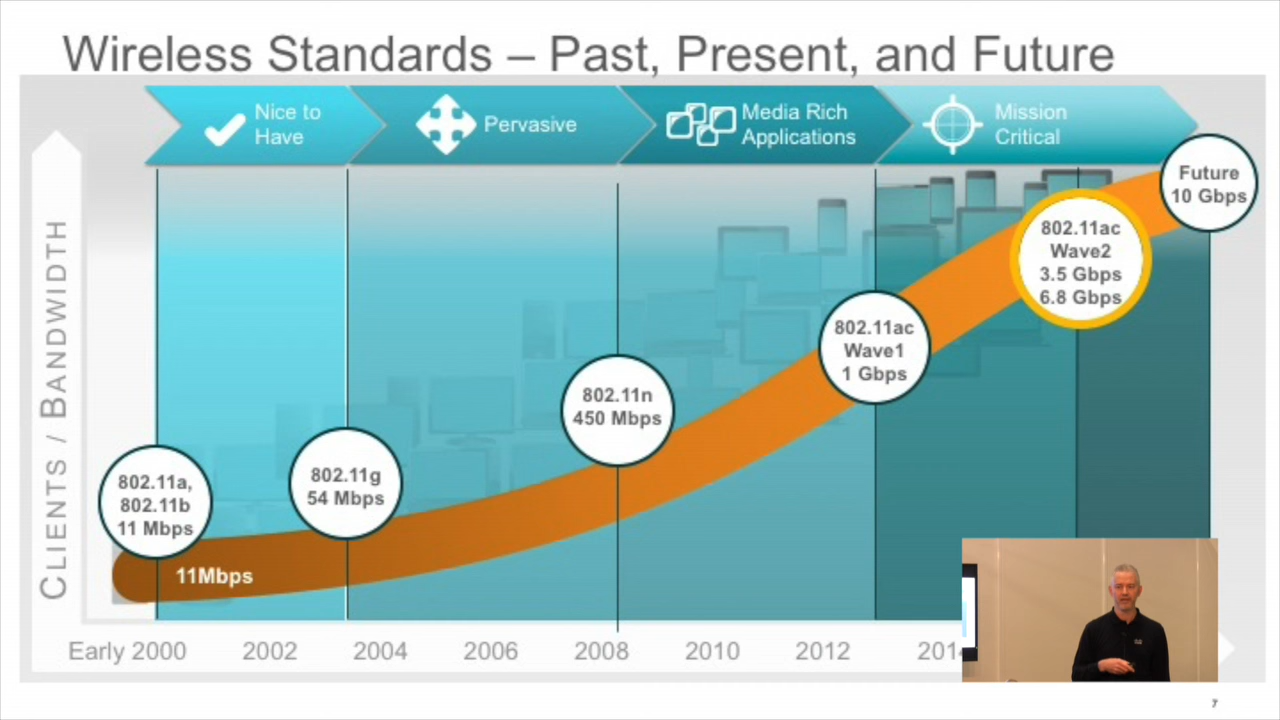 Wireless Standards – Past, Present, and Future
Nice to
Have
Pervasive
Media Rich
Applications
Mission
Critical
CLIENTS / BANDWIDTH
802.11a,
802.11b
11 Mbps
11Mbps
802.11g
54 Mbps
802.11n
450 Mbps
802.11ac
Wave1
1 Gbps
802.11ac
Wave2
3.5 Gbps
6.8 Gbps
Future
10 Gbps
Early 2000 2002 2004 2006 2008 2010 2012
7